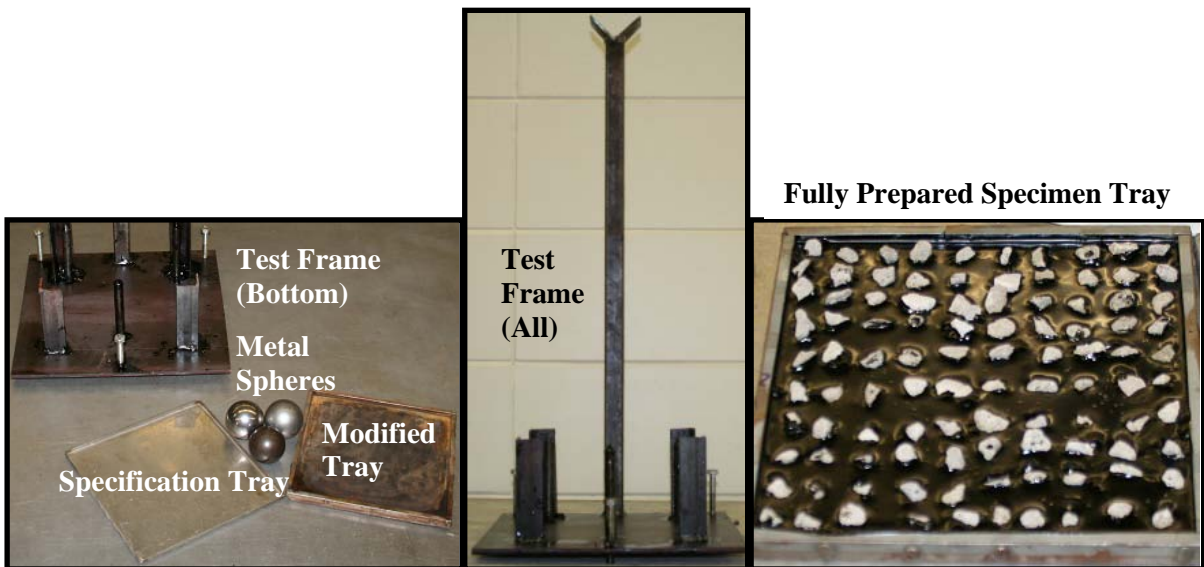 Test Frame
(Bottom)
Metal
Spheres
Specification Tray
Modified
Tray
Test
Frame
(All)
Fully Prepared Specimen Tray